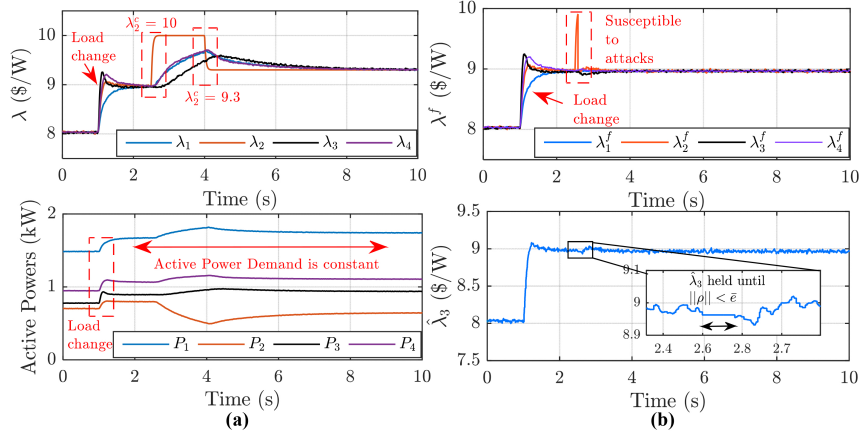 λ ($/W)
10
9
8
Load
change
λ₂ᶜ = 10
λ₂ᶜ = 9.3
λ₁ λ₂ λ₃ λ₄
0 2 4 6 8 10
Time (s)
Active Powers (kW)
2
1.5
1
0.5
0
Active Power Demand is constant
Load
change
P₁ P₂ P₃ P₄
0 2 4 6 8 10
Time (s)
(a)
λᶠ ($/W)
10
9
8
Susceptible
to
attacks
Load
change
λ₁ᶠ λ₂ᶠ λ₃ᶠ λ₄ᶠ
0 2 4 6 8 10
Time (s)
λ̂₃ ($/W)
9.5
9
8.5
8
7.5
9.1
9
8.9
λ̂₃ held until
||ρ|| < ē
2.4 2.6 2.8 2.7
0 2 4 6 8 10
Time (s)
(b)